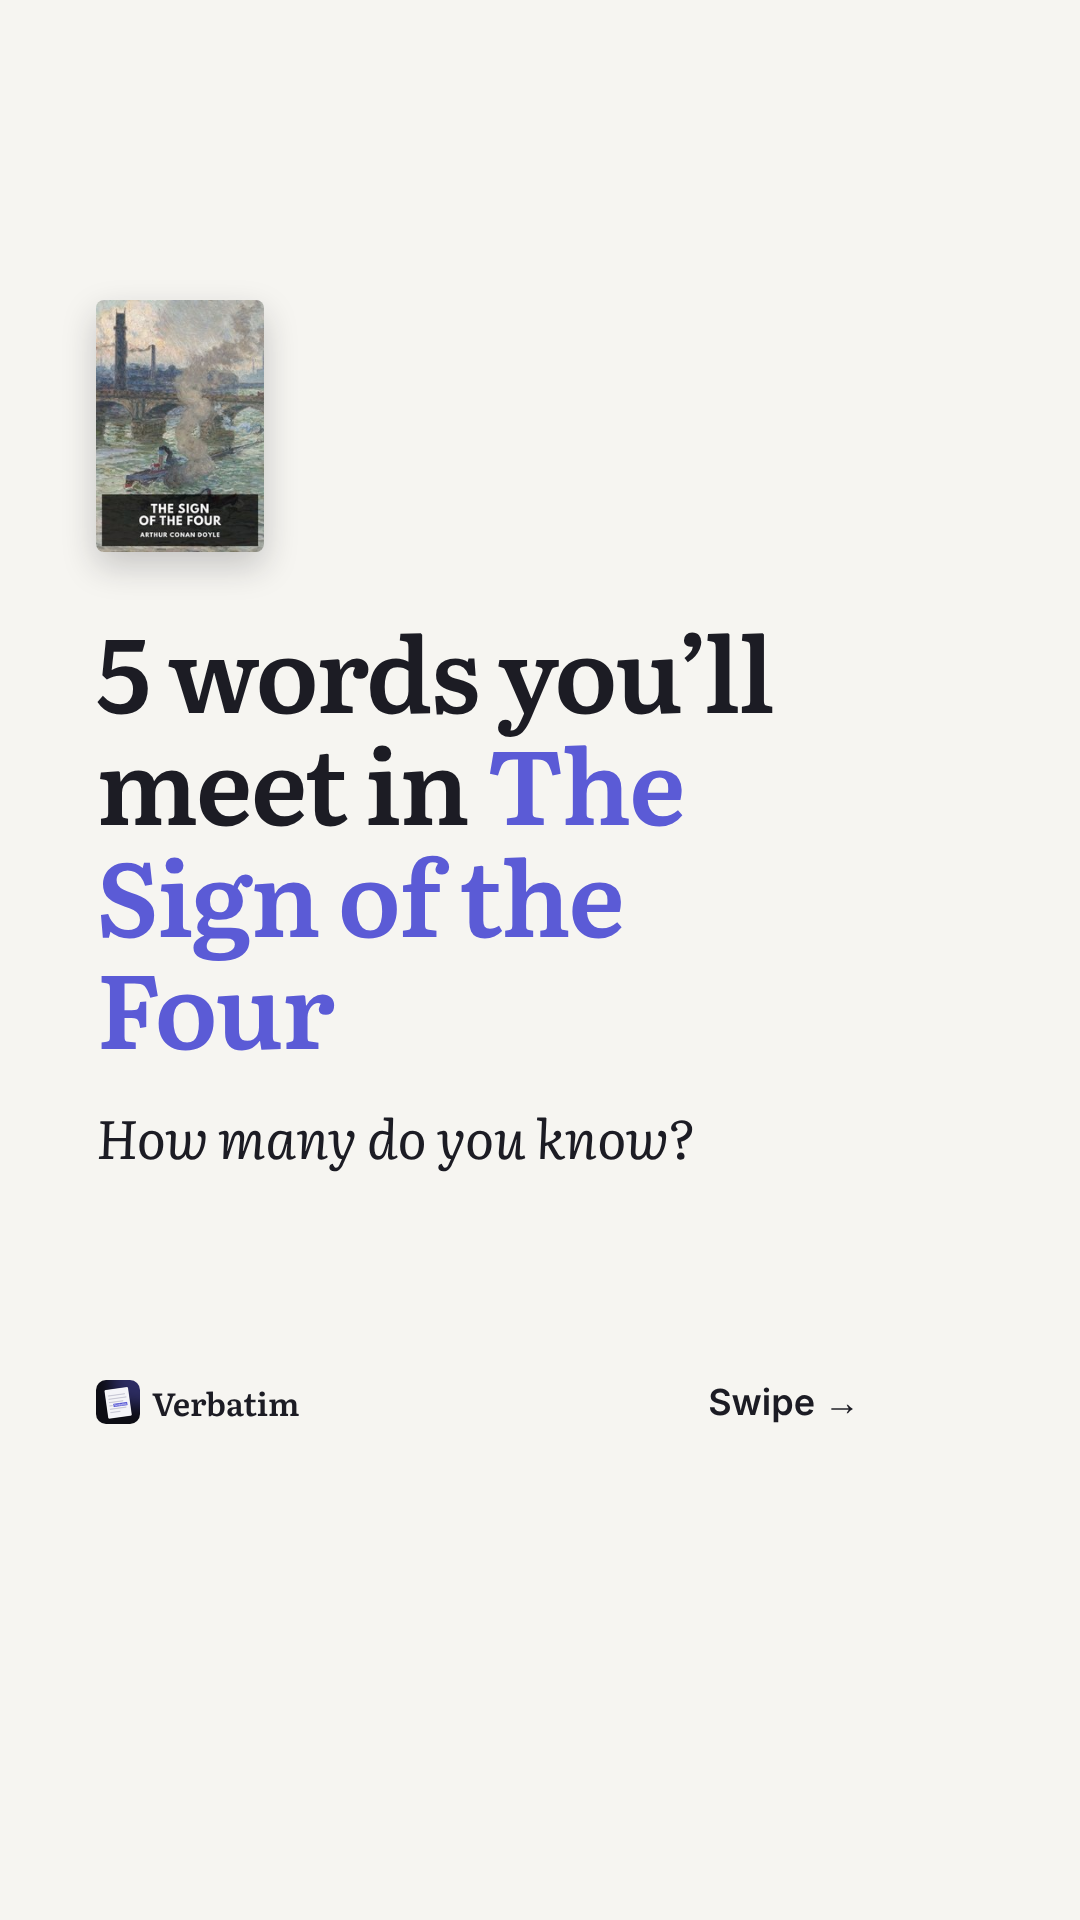 THE SIGN
OF THE FOUR
ARTHUR CONAN DOYLE
5 words you’ll
meet in The
Sign of the
Four
How many do you know?
Verbatim
Swipe →